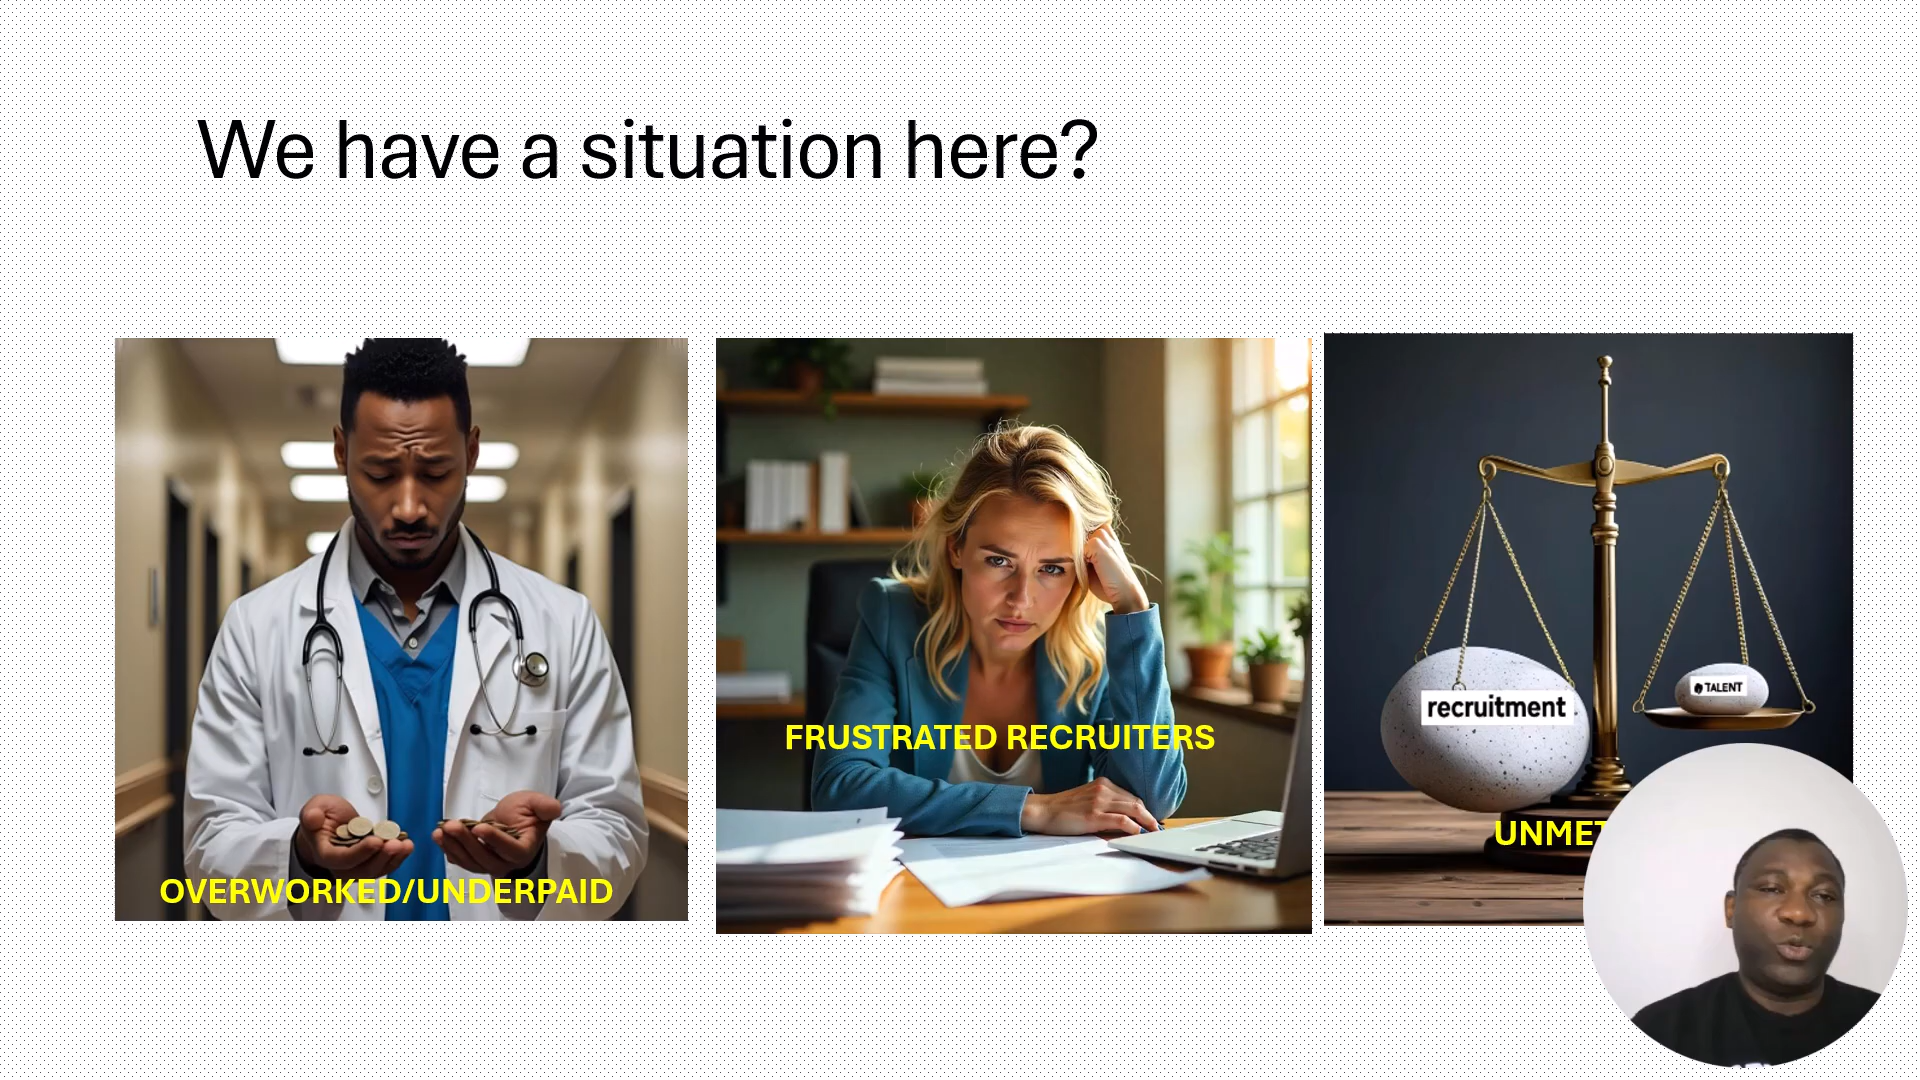 We have a situation here?
OVERWORKED/UNDERPAID
FRUSTRATED RECRUITERS
recruitment
TALENT
UNMET